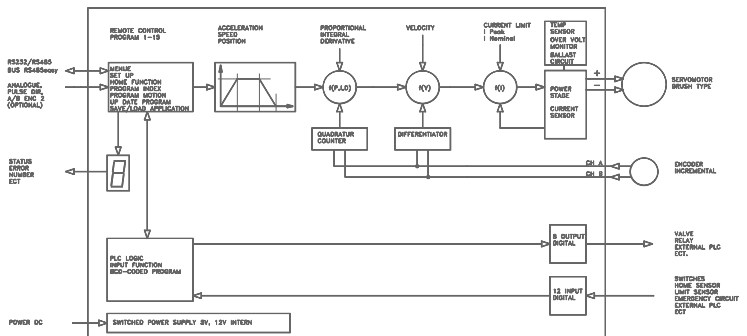 REMOTE CONTROL
PROGRAM 1-15
ACCELERATION
SPEED
POSITION
PROPORTIONAL
INTEGRAL
DERIVATIVE
VELOCITY
CURRENT LIMIT
I Peak
I Nominal
TEMP
SENSOR
OVER VOLT
MONITOR
BALLAST
CIRCUIT
RS232/RS485
BUS RS485easy
ANALOGUE,
PULSE DIR,
A/B ENC 2
(OPTIONAL)
MENUE
SET UP
HOME FUNCTION
PROGRAM INDEX
PROGRAM MOTION
UP DATE PROGRAM
SAVE/LOAD APPLICATION
f(P,I,D)
f(V)
f(I)
POWER
STAGE
CURRENT
SENSOR
+
-
SERVOMOTOR
BRUSH TYPE
QUADRATUR
COUNTER
DIFFERENTIATOR
STATUS
ERROR
NUMBER
ECT
8
CH A
CH B
ENCODER
INCREMENTAL
PLC LOGIC
INPUT FUNCTION
BCD-CODED PROGRAM
8 OUTPUT
DIGITAL
VALVE
RELAY
EXTERNAL PLC
ECT.
12 INPUT
DIGITAL
SWITCHES
HOME SENSOR
LIMIT SENSOR
EMERGENCY CIRCUIT
EXTERNAL PLC
ECT
POWER DC
SWITCHED POWER SUPPLY 5V, 12V INTERN